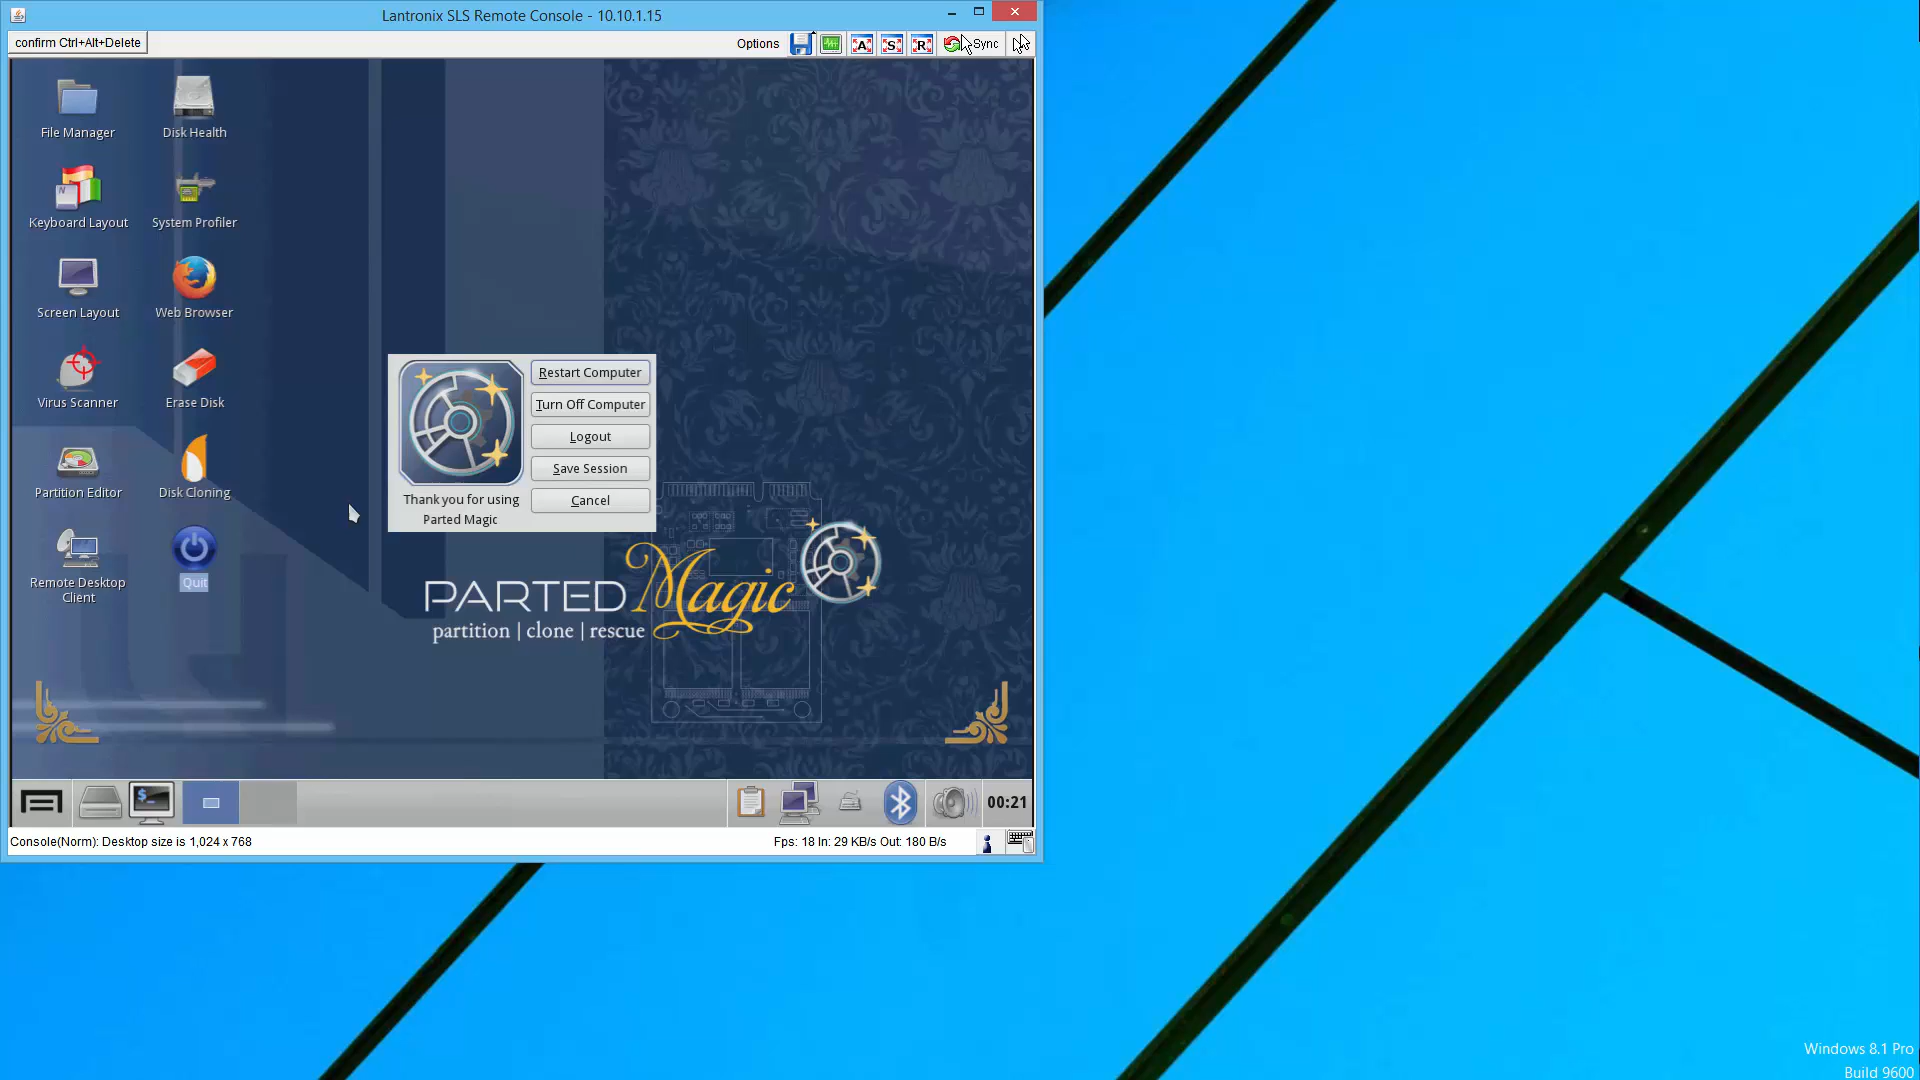 Lantronix SLS Remote Console - 10.10.1.15
confirm Ctrl+Alt+Delete
Options
A
S
R
Sync
File Manager
Disk Health
Keyboard Layout
System Profiler
Screen Layout
Web Browser
Virus Scanner
Erase Disk
Partition Editor
Disk Cloning
Remote Desktop
Client
Quit
Restart Computer
Turn Off Computer
Logout
Save Session
Cancel
Thank you for using
Parted Magic
PARTED Magic
partition | clone | rescue
00:21
Console(Norm): Desktop size is 1,024 x 768
Fps: 18 In: 29 KB/s Out: 180 B/s
Windows 8.1 Pro
Build 9600